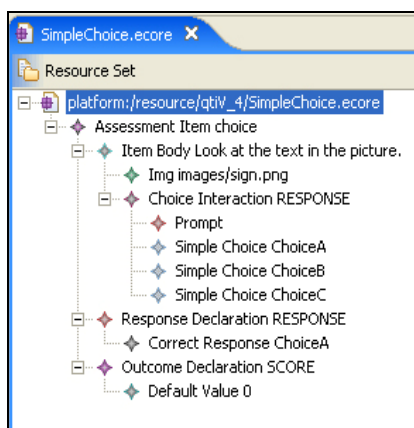 SimpleChoice.ecore
Resource Set
platform:/resource/qtiV_4/SimpleChoice.ecore
Assessment Item choice
Item Body Look at the text in the picture.
Img images/sign.png
Choice Interaction RESPONSE
Prompt
Simple Choice ChoiceA
Simple Choice ChoiceB
Simple Choice ChoiceC
Response Declaration RESPONSE
Correct Response ChoiceA
Outcome Declaration SCORE
Default Value 0